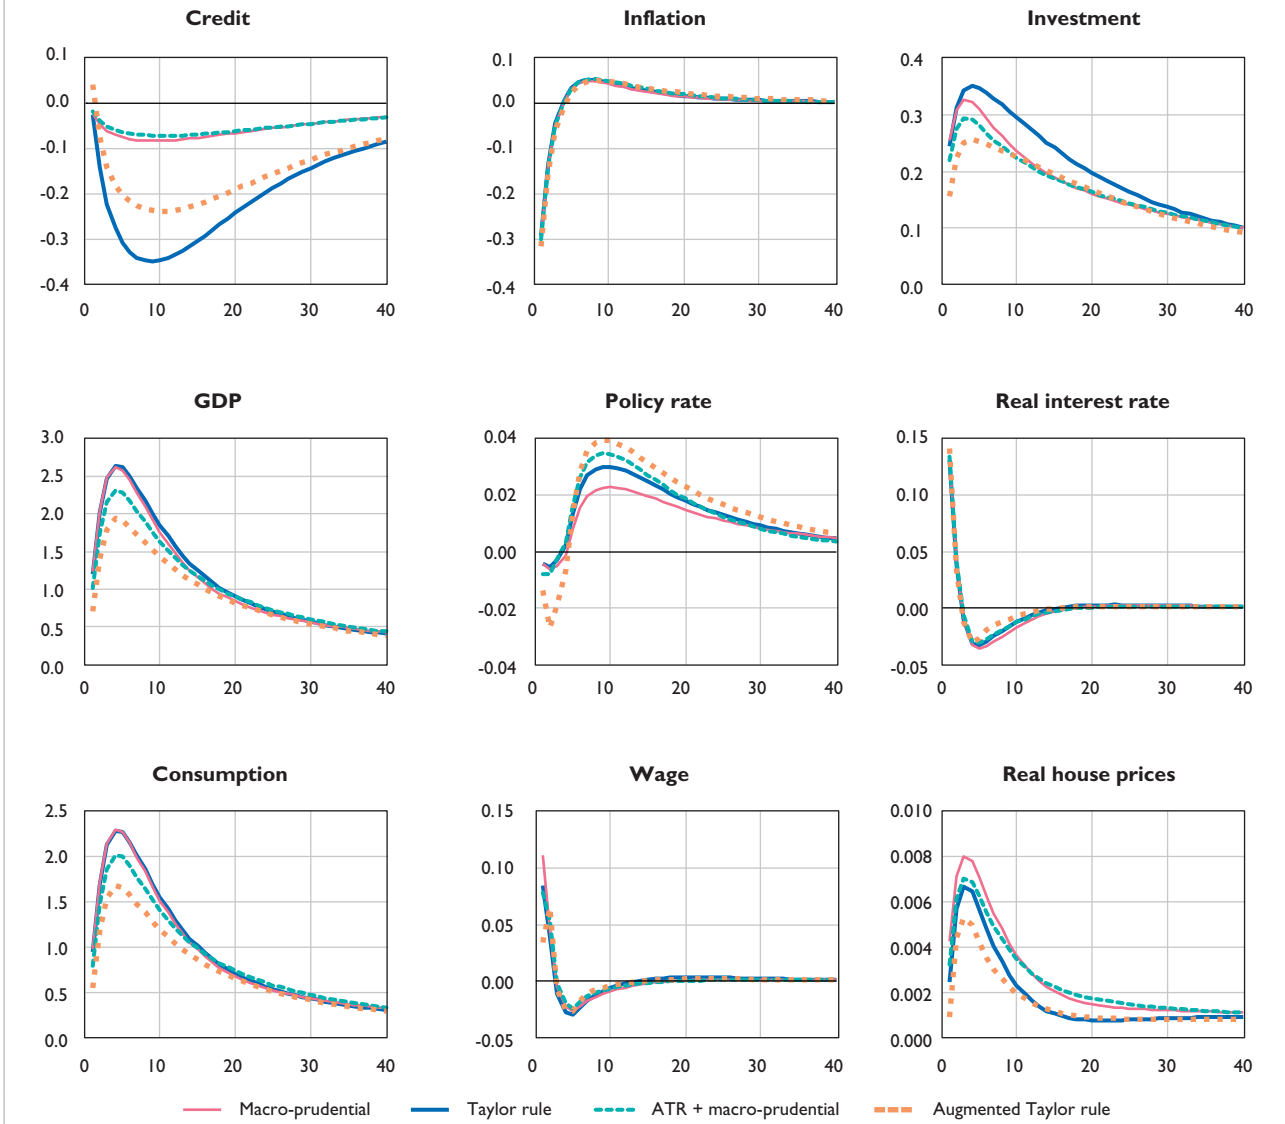 Credit Inflation Investment
0.1 0.1 0.4
0.0 0.0 0.3
-0.1 -0.1 0.2
-0.2 -0.2 0.1
-0.3 -0.3 0.0
-0.4 -0.4
0 10 20 30 40 0 10 20 30 40 0 10 20 30 40
GDP Policy rate Real interest rate
3.0 0.04 0.15
2.5 0.02 0.10
2.0 0.00 0.05
1.5 -0.02 0.00
1.0 -0.04 -0.05
0.5
0.0
0 10 20 30 40 0 10 20 30 40 0 10 20 30 40
Consumption Wage Real house prices
2.5 0.15 0.010
2.0 0.10 0.008
1.5 0.05 0.006
1.0 0.00 0.004
0.5 -0.05 0.002
0.0 0.000
0 10 20 30 40 0 10 20 30 40 0 10 20 30 40
Macro-prudential Taylor rule ATR + macro-prudential Augmented Taylor rule